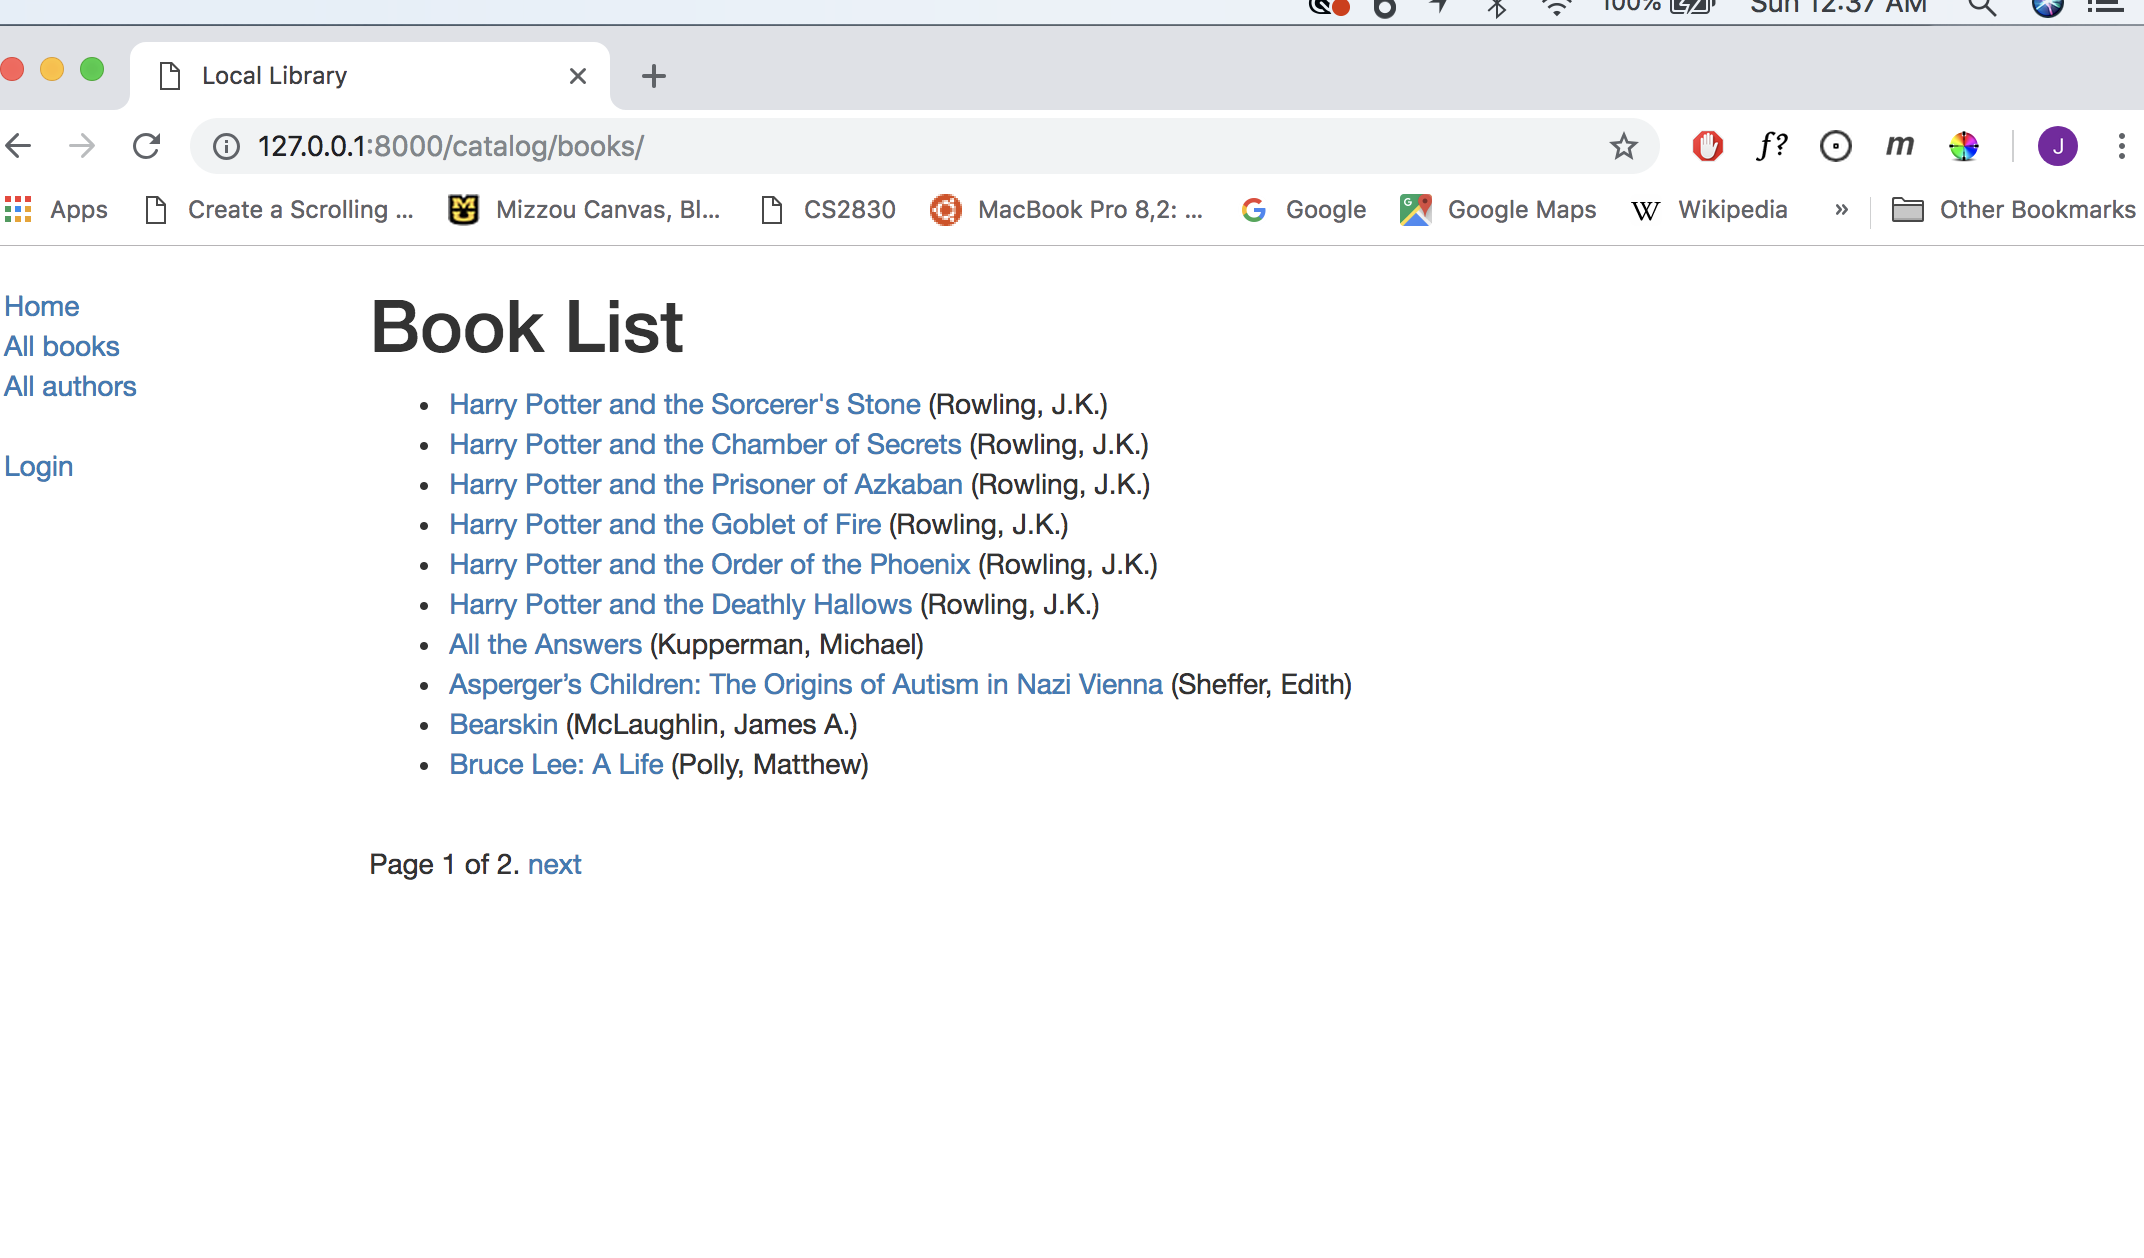 100% Sun 12:37 AM
Local Library
127.0.0.1:8000/catalog/books/
f? m J
Apps Create a Scrolling ... Mizzou Canvas, Bl... CS2830 MacBook Pro 8,2: ... Google Google Maps Wikipedia » Other Bookmarks
Home
All books
All authors
Login
Book List
• Harry Potter and the Sorcerer's Stone (Rowling, J.K.)
• Harry Potter and the Chamber of Secrets (Rowling, J.K.)
• Harry Potter and the Prisoner of Azkaban (Rowling, J.K.)
• Harry Potter and the Goblet of Fire (Rowling, J.K.)
• Harry Potter and the Order of the Phoenix (Rowling, J.K.)
• Harry Potter and the Deathly Hallows (Rowling, J.K.)
• All the Answers (Kupperman, Michael)
• Asperger’s Children: The Origins of Autism in Nazi Vienna (Sheffer, Edith)
• Bearskin (McLaughlin, James A.)
• Bruce Lee: A Life (Polly, Matthew)
Page 1 of 2. next